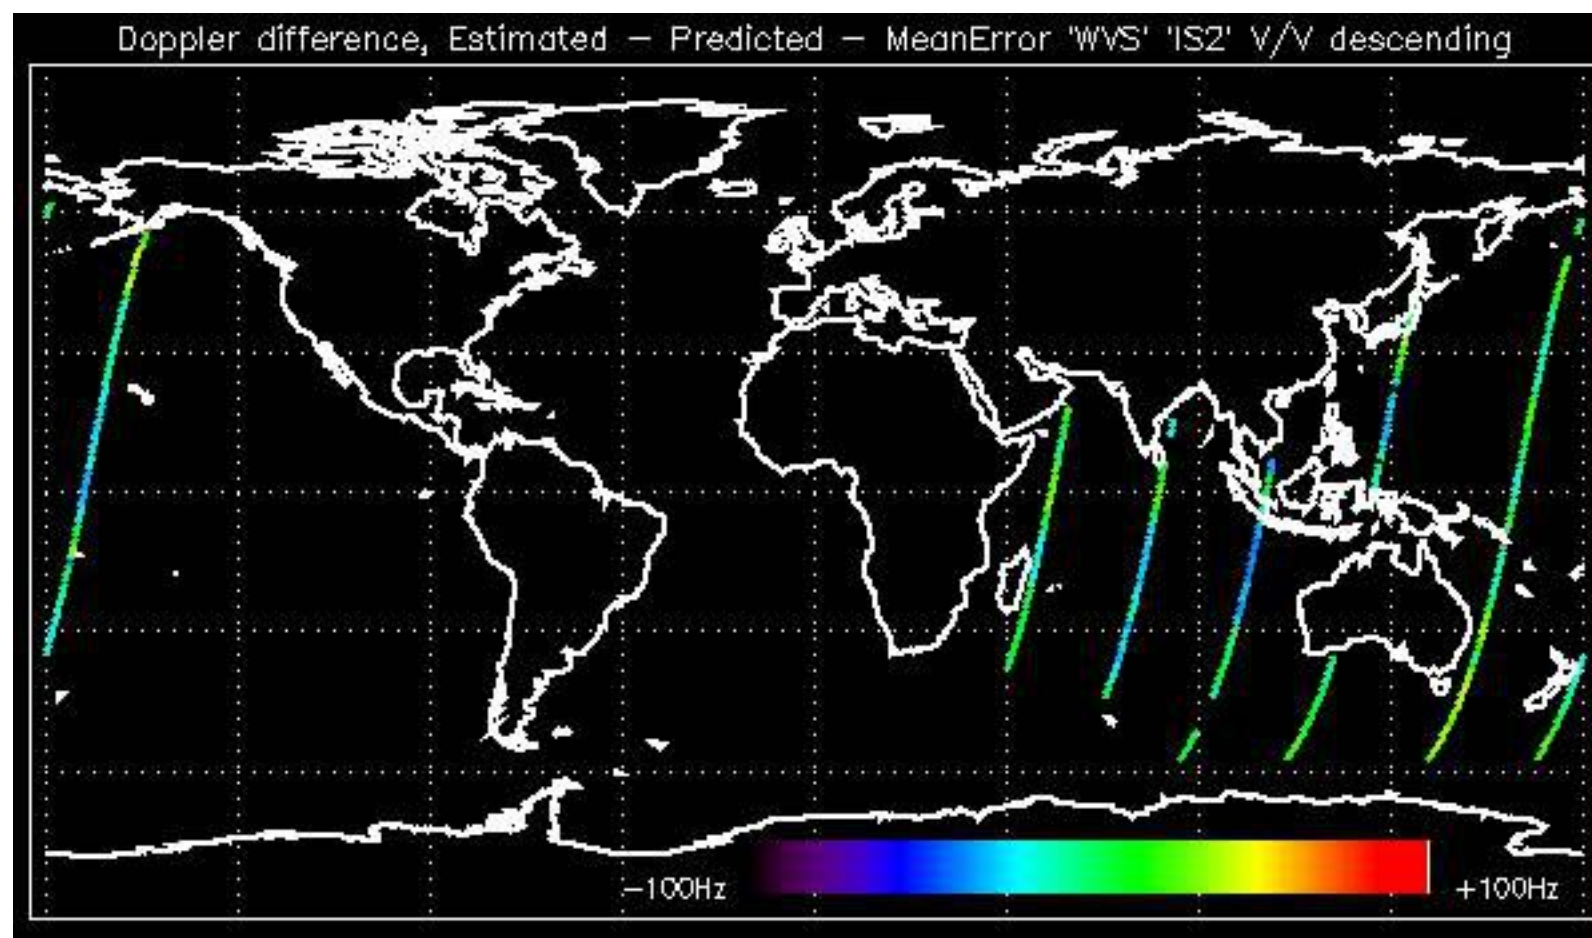 Doppler difference, Estimated - Predicted - MeanError 'WVS' 'IS2' V/V descending
-100Hz
+100Hz